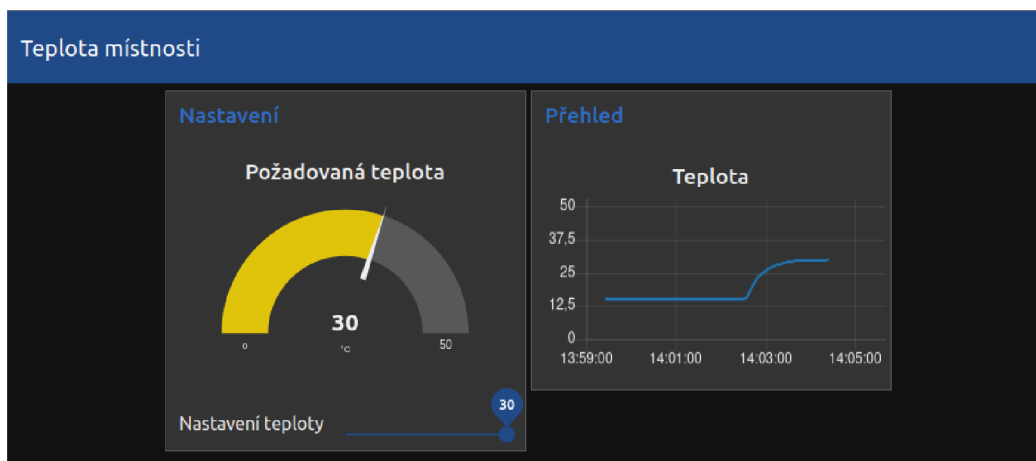 Teplota místnosti
Nastavení
Požadovaná teplota
30
0
°C
50
Nastavení teploty
30
Přehled
Teplota
50
37,5
25
12,5
0
13:59:00 14:01:00 14:03:00 14:05:00